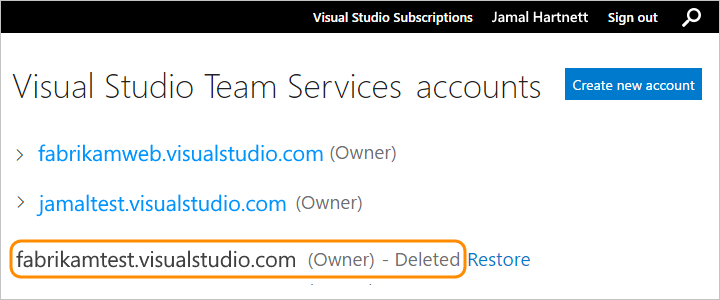 Visual Studio Subscriptions Jamal Hartnett Sign out
Visual Studio Team Services accounts Create new account
fabrikamweb.visualstudio.com (Owner)
jamaltest.visualstudio.com (Owner)
fabrikamtest.visualstudio.com (Owner) - Deleted Restore